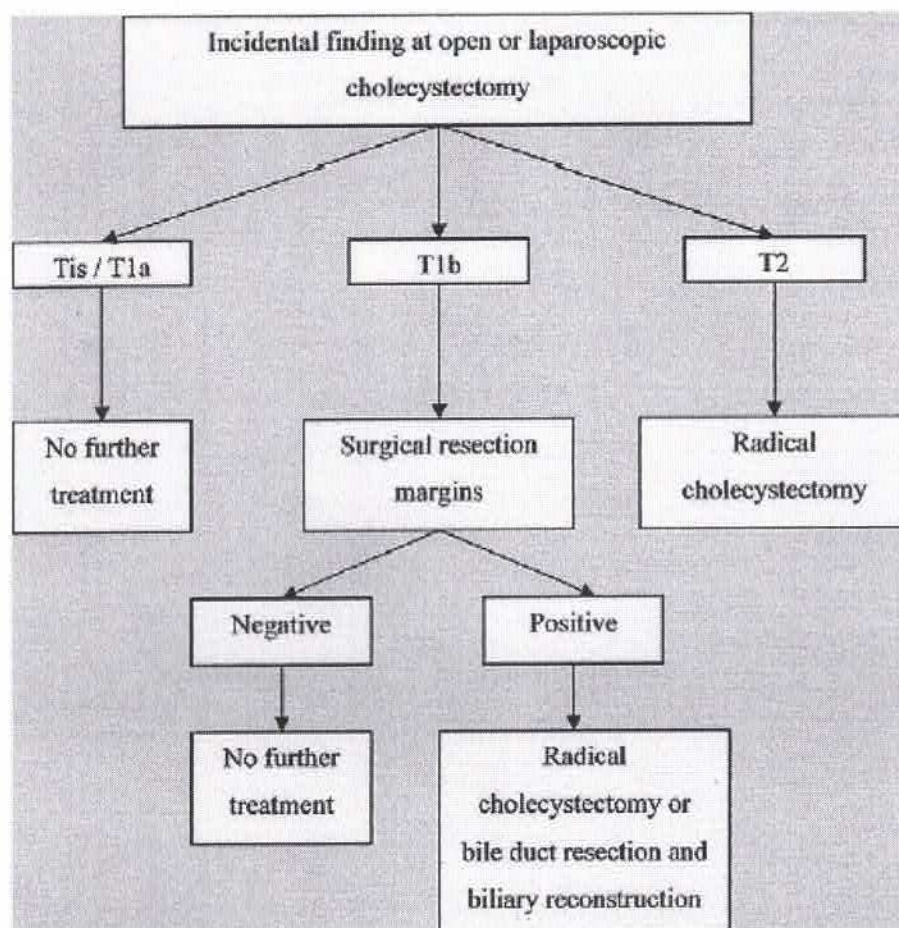 Incidental finding at open or laparoscopic
cholecystectomy
Tis / T1a
T1b
T2
No further
treatment
Surgical resection
margins
Radical
cholecystectomy
Negative
Positive
No further
treatment
Radical
cholecystectomy or
bile duct resection and
biliary reconstruction